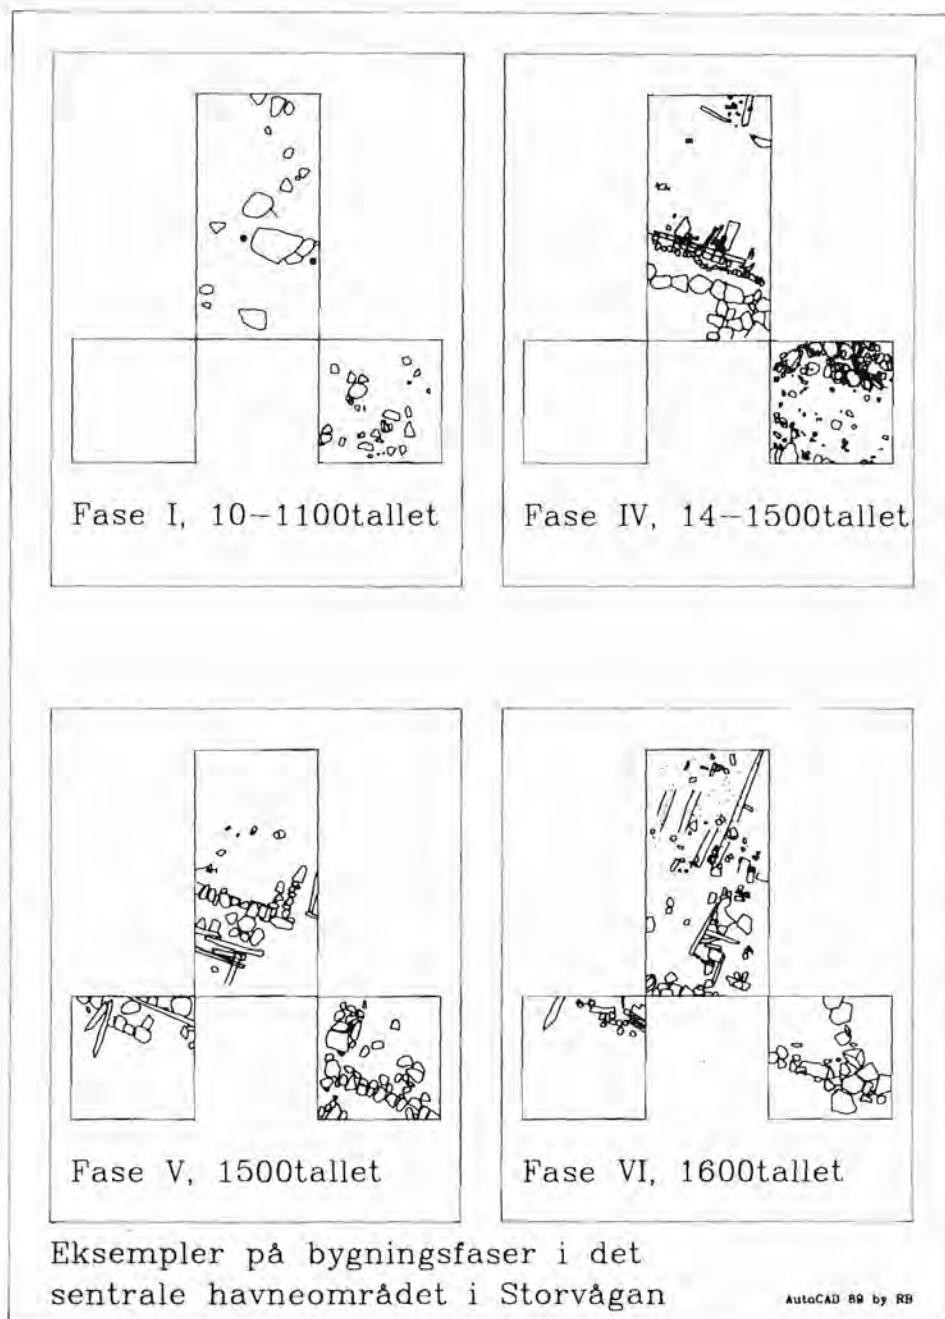 Fase I, 10-1100tallet
Fase IV, 14-1500tallet
Fase V, 1500tallet
Fase VI, 1600tallet
Eksempler på bygningsfaser i det
sentrale havneområdet i Storvågan
AutoCAD 89 by RB